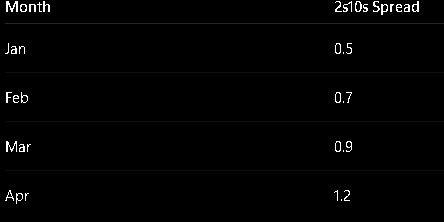 Month 2s10s Spread
Jan 0.5
Feb 0.7
Mar 0.9
Apr 1.2